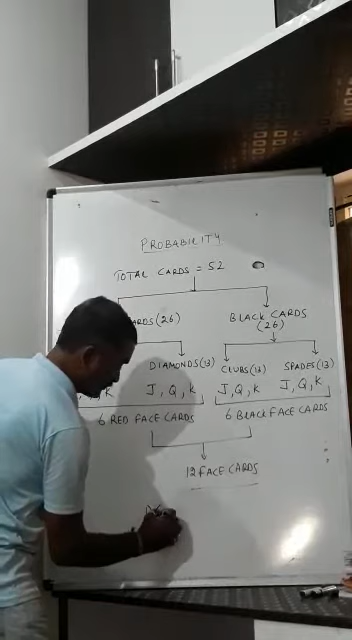 PROBABILITY
TOTAL CARDS = 52
ARDS (26)
BLACK CARDS
(26)
DIAMONDS (13)
CLUBS (13)
SPADES (13)
, K
J, Q, K
J, Q, K
J, Q, K
6 RED FACE CARDS
6 BLACK FACE CARDS
12 FACE CARDS